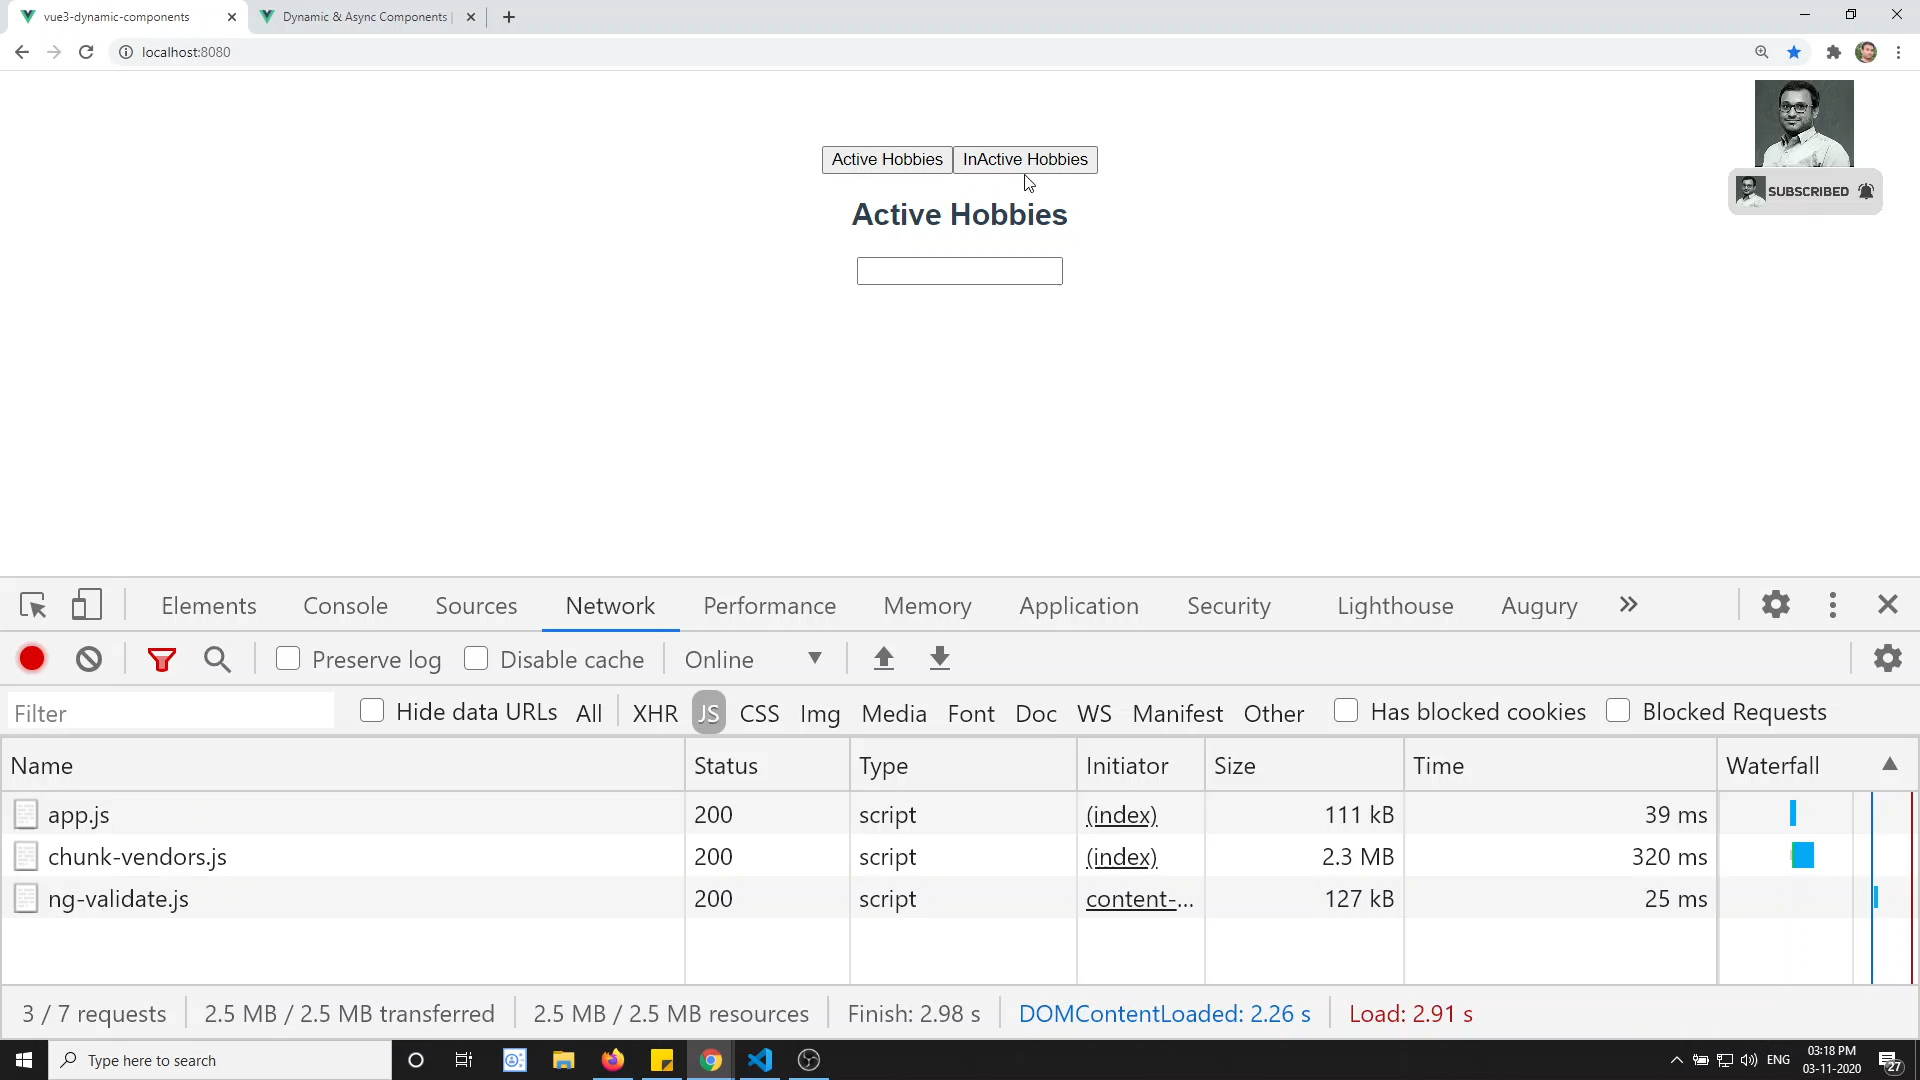 vue3-dynamic-components
Dynamic & Async Components |
localhost:8080
SUBSCRIBED
Active Hobbies InActive Hobbies
Active Hobbies
Elements Console Sources Network Performance Memory Application Security Lighthouse Augury
Preserve log Disable cache Online
Filter Hide data URLs All XHR JS CSS Img Media Font Doc WS Manifest Other Has blocked cookies Blocked Requests
Name Status Type Initiator Size Time Waterfall
app.js 200 script (index) 111 kB 39 ms
chunk-vendors.js 200 script (index) 2.3 MB 320 ms
ng-validate.js 200 script content-... 127 kB 25 ms
3 / 7 requests 2.5 MB / 2.5 MB transferred 2.5 MB / 2.5 MB resources Finish: 2.98 s DOMContentLoaded: 2.26 s Load: 2.91 s
Type here to search
ENG
03:18 PM
03-11-2020
27